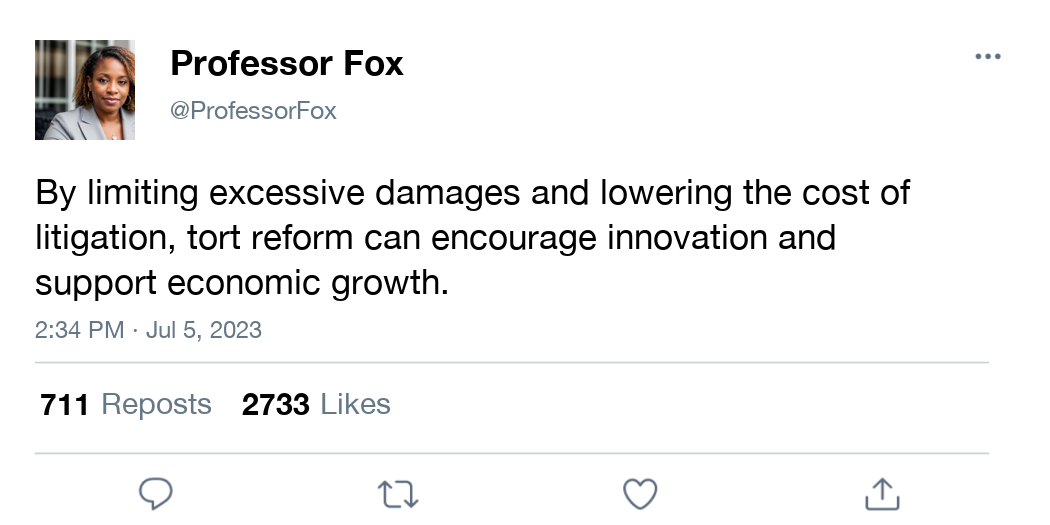 Professor Fox
@ProfessorFox
By limiting excessive damages and lowering the cost of
litigation, tort reform can encourage innovation and
support economic growth.
2:34 PM · Jul 5, 2023
711 Reposts 2733 Likes